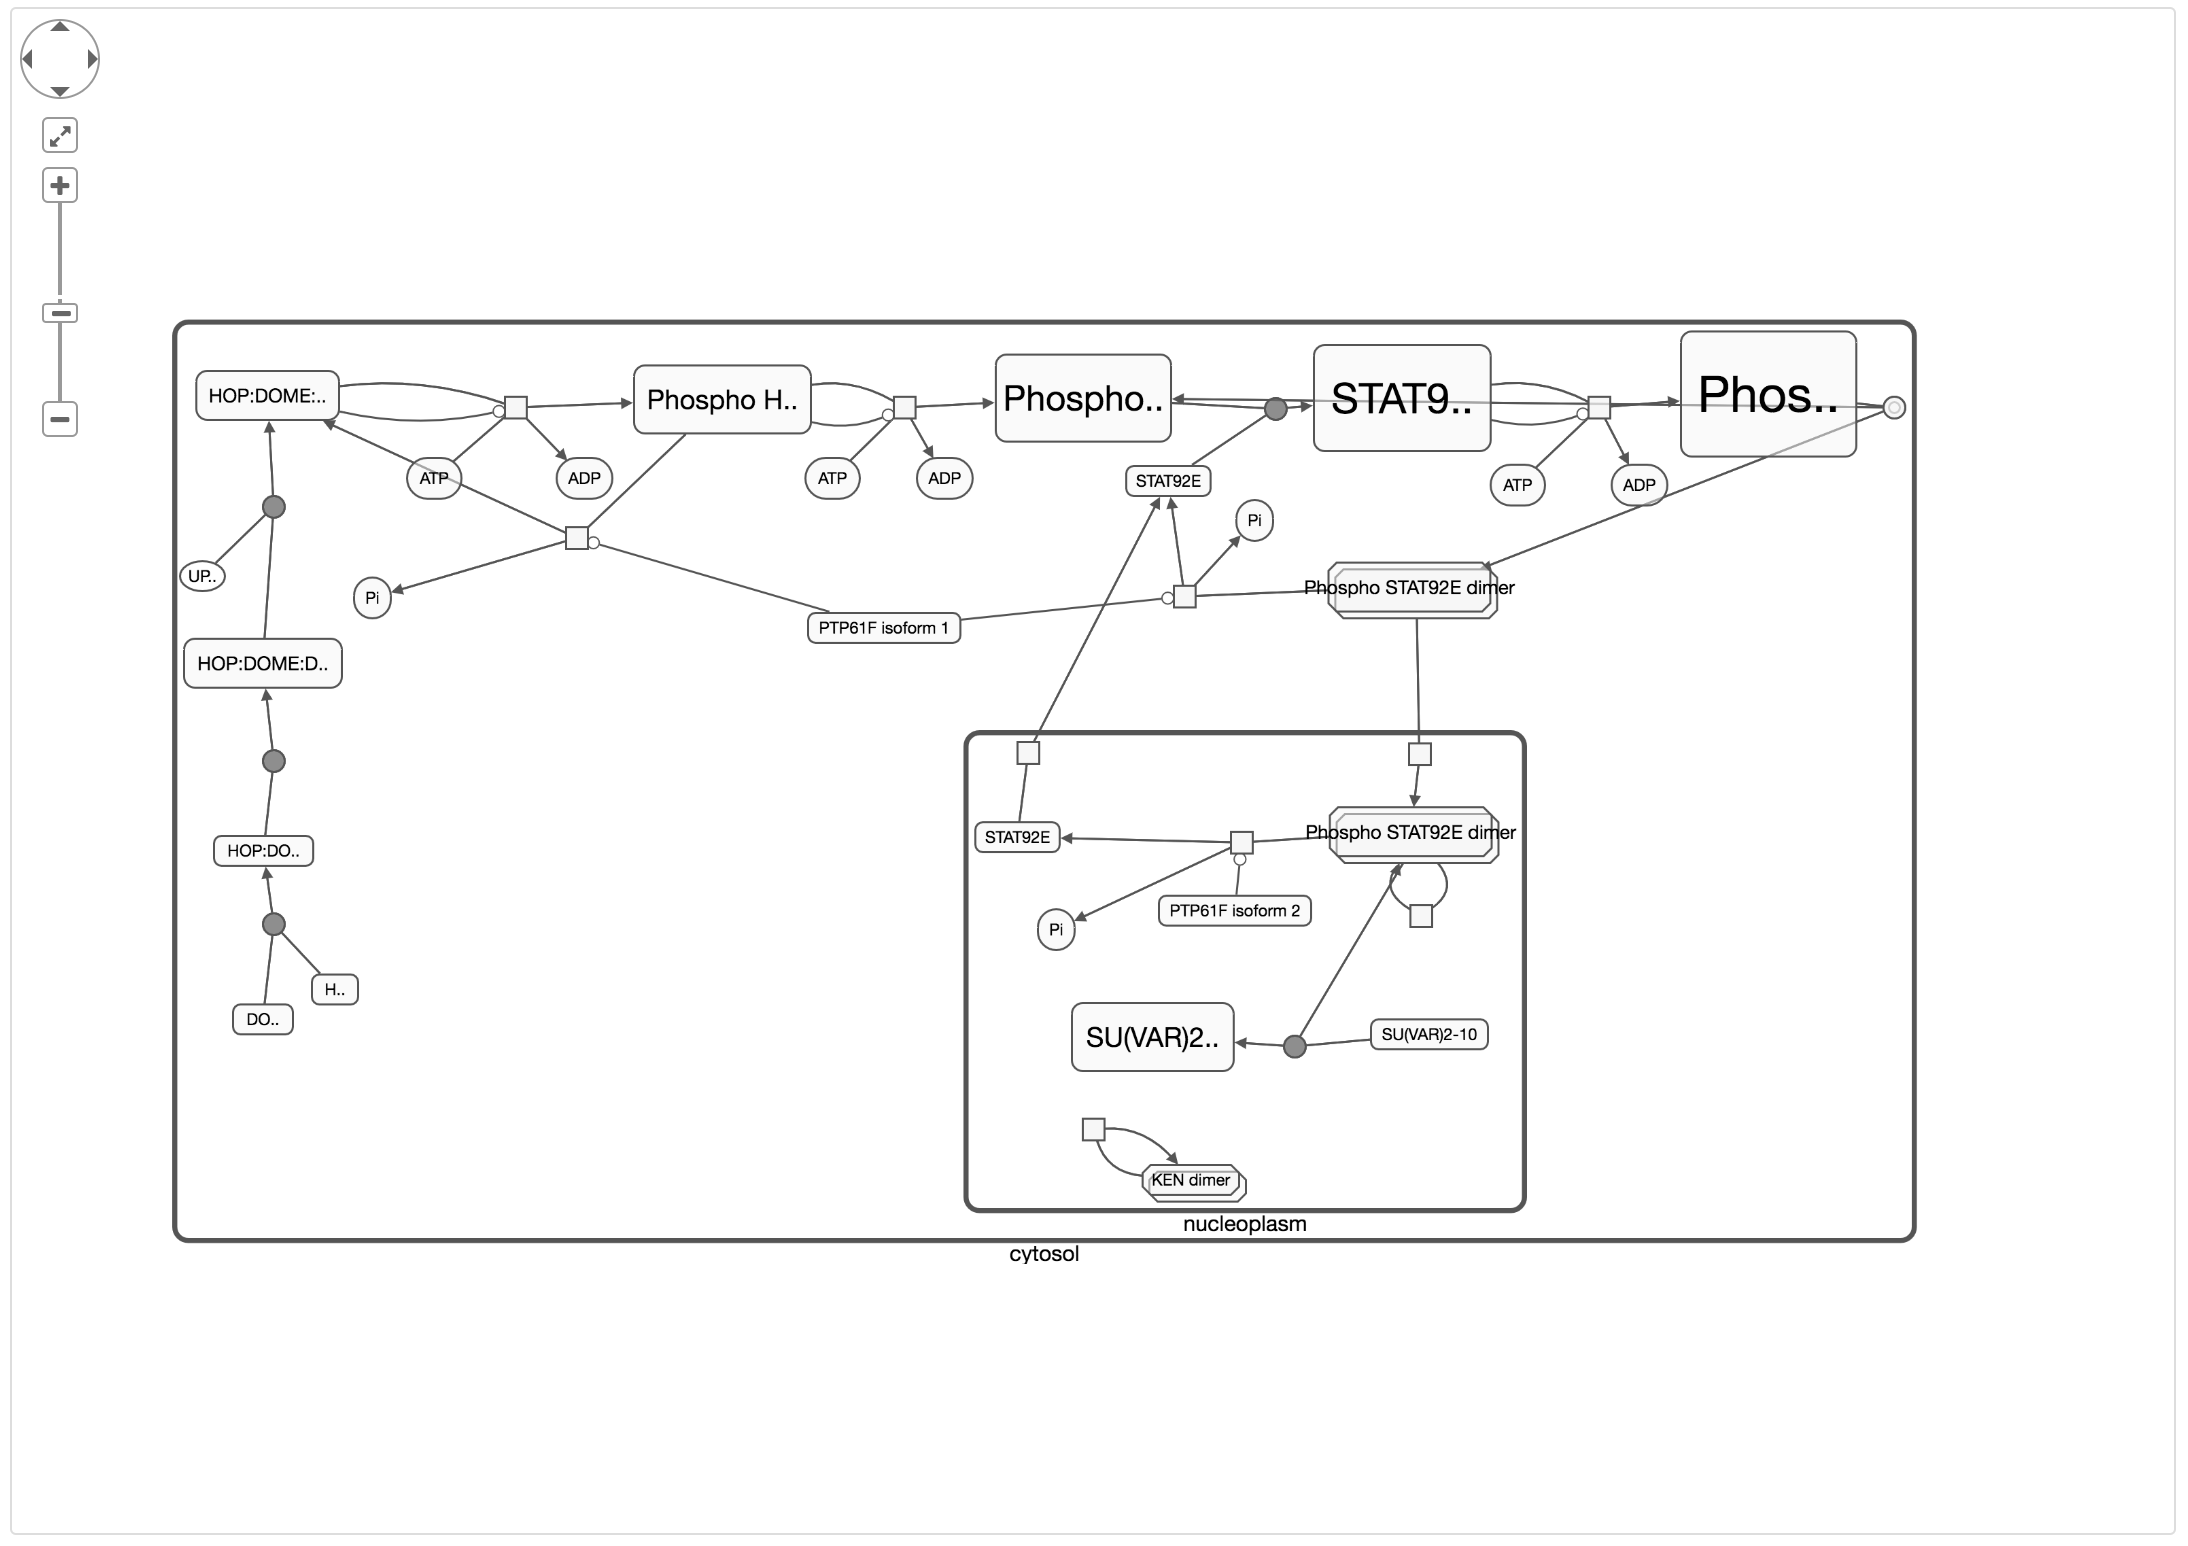 HOP:DOME:..
Phospho H..
Phospho..
STAT9..
Phos..
ATP
ADP
ATP
ADP
STAT92E
ATP
ADP
Pi
UP..
Pi
Phospho STAT92E dimer
PTP61F isoform 1
HOP:DOME:D..
STAT92E
Phospho STAT92E dimer
HOP:DO..
PTP61F isoform 2
Pi
H..
DO..
SU(VAR)2..
SU(VAR)2-10
KEN dimer
nucleoplasm
cytosol